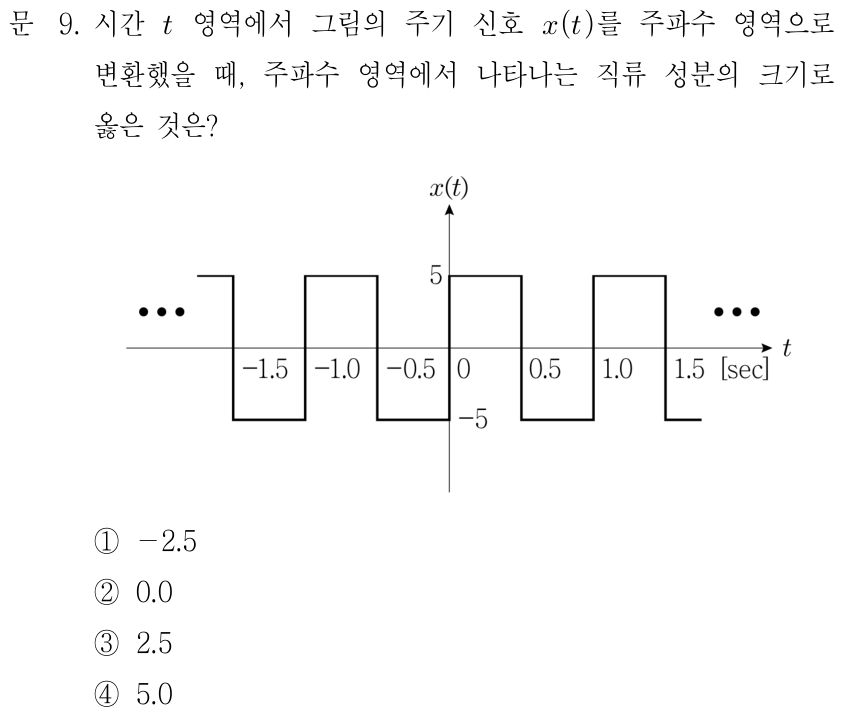 문 9. 시간 t 영역에서 그림의 주기 신호 x(t)를 주파수 영역으로
변환했을 때, 주파수 영역에서 나타나는 직류 성분의 크기로
옳은 것은?
x(t)
5
t
-1.5 -1.0 -0.5 0 0.5 1.0 1.5 [sec]
-5
① -2.5
② 0.0
③ 2.5
④ 5.0